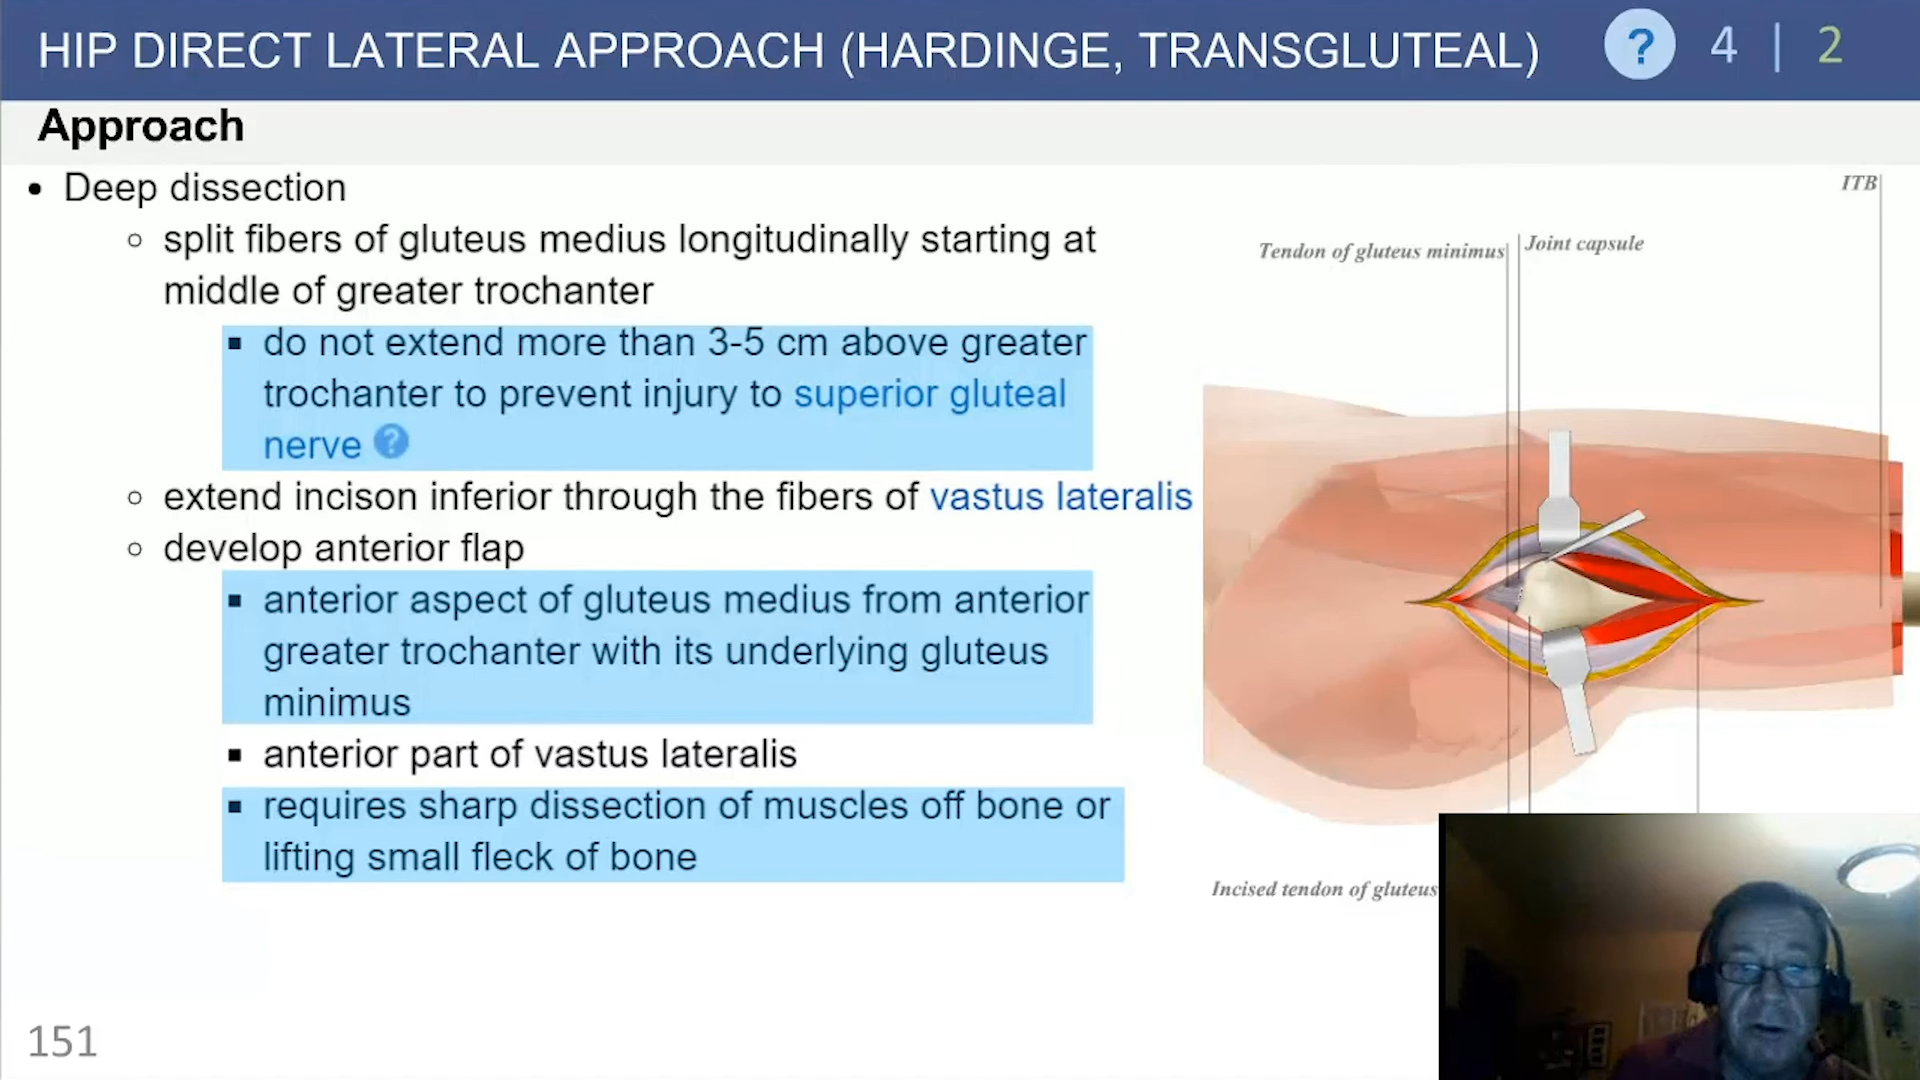 HIP DIRECT LATERAL APPROACH (HARDINGE, TRANSGLUTEAL) ? 4 | 2
Approach
• Deep dissection
○ split fibers of gluteus medius longitudinally starting at
middle of greater trochanter
▪ do not extend more than 3-5 cm above greater
trochanter to prevent injury to superior gluteal
nerve ?
○ extend incison inferior through the fibers of vastus lateralis
○ develop anterior flap
▪ anterior aspect of gluteus medius from anterior
greater trochanter with its underlying gluteus
minimus
▪ anterior part of vastus lateralis
▪ requires sharp dissection of muscles off bone or
lifting small fleck of bone
ITB
Tendon of gluteus minimus
Joint capsule
Incised tendon of gluteus
151